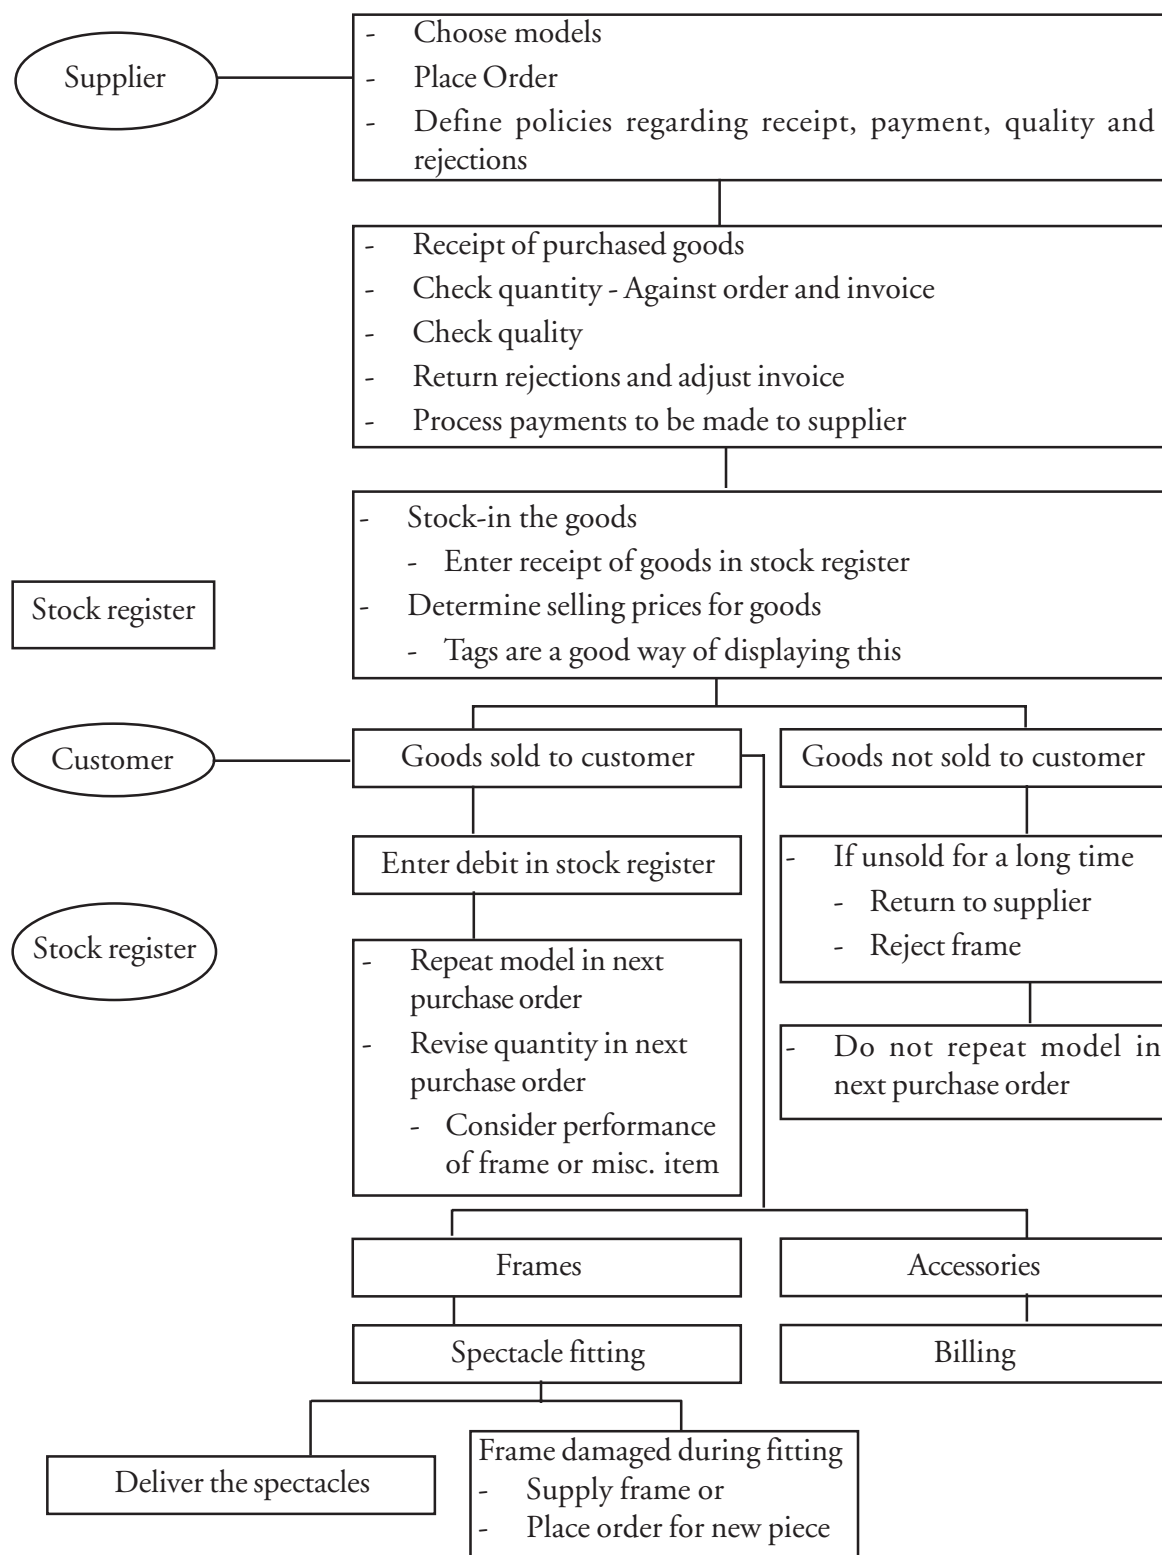 Supplier
- Choose models
- Place Order
- Define policies regarding receipt, payment, quality and
rejections
- Receipt of purchased goods
- Check quantity - Against order and invoice
- Check quality
- Return rejections and adjust invoice
- Process payments to be made to supplier
Stock register
- Stock-in the goods
- Enter receipt of goods in stock register
- Determine selling prices for goods
- Tags are a good way of displaying this
Customer
Goods sold to customer
Goods not sold to customer
Enter debit in stock register
- If unsold for a long time
- Return to supplier
- Reject frame
Stock register
- Repeat model in next
purchase order
- Revise quantity in next
purchase order
- Consider performance
of frame or misc. item
- Do not repeat model in
next purchase order
Frames
Accessories
Spectacle fitting
Billing
Deliver the spectacles
Frame damaged during fitting
- Supply frame or
- Place order for new piece